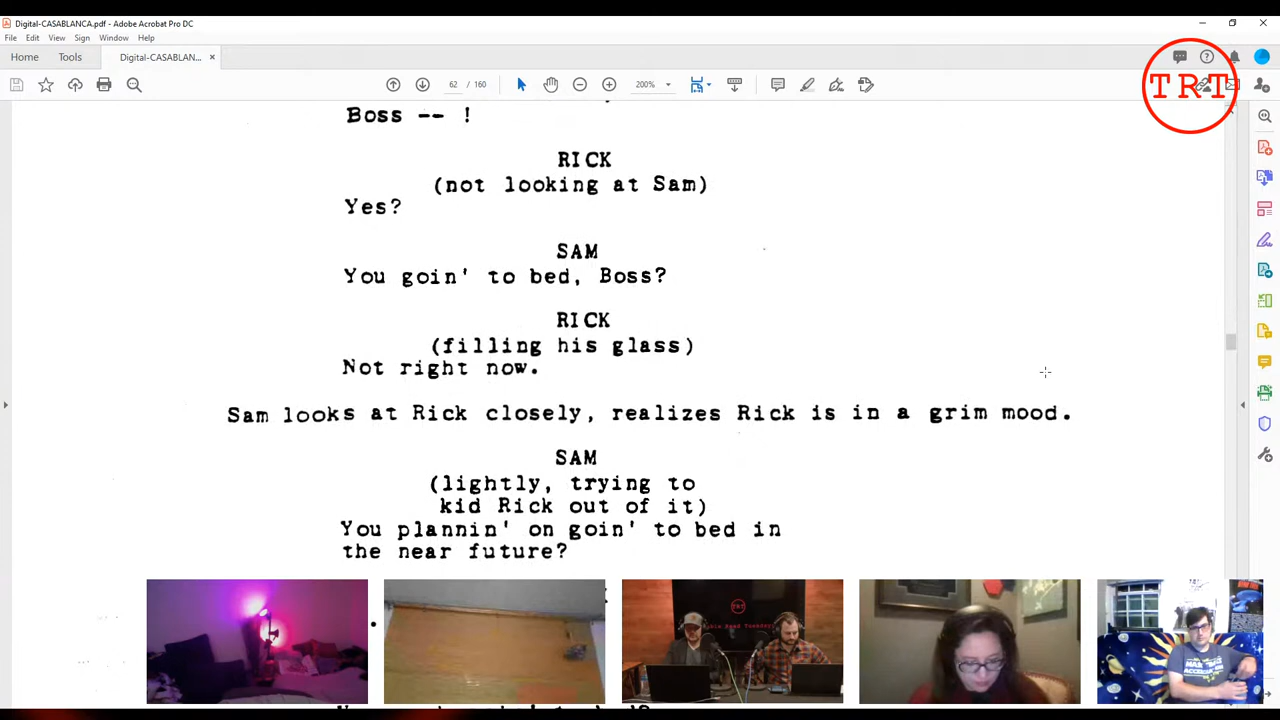 Digital-CASABLANCA.pdf - Adobe Acrobat Pro DC
File Edit View Sign Window Help
Home Tools Digital-CASABLAN... ×
62 / 160 200%
TRT
Boss -- !
RICK
(not looking at Sam)
Yes?
SAM
You goin' to bed, Boss?
RICK
(filling his glass)
Not right now.
Sam looks at Rick closely, realizes Rick is in a grim mood.
SAM
(lightly, trying to
kid Rick out of it)
You plannin' on goin' to bed in
the near future?
TRT